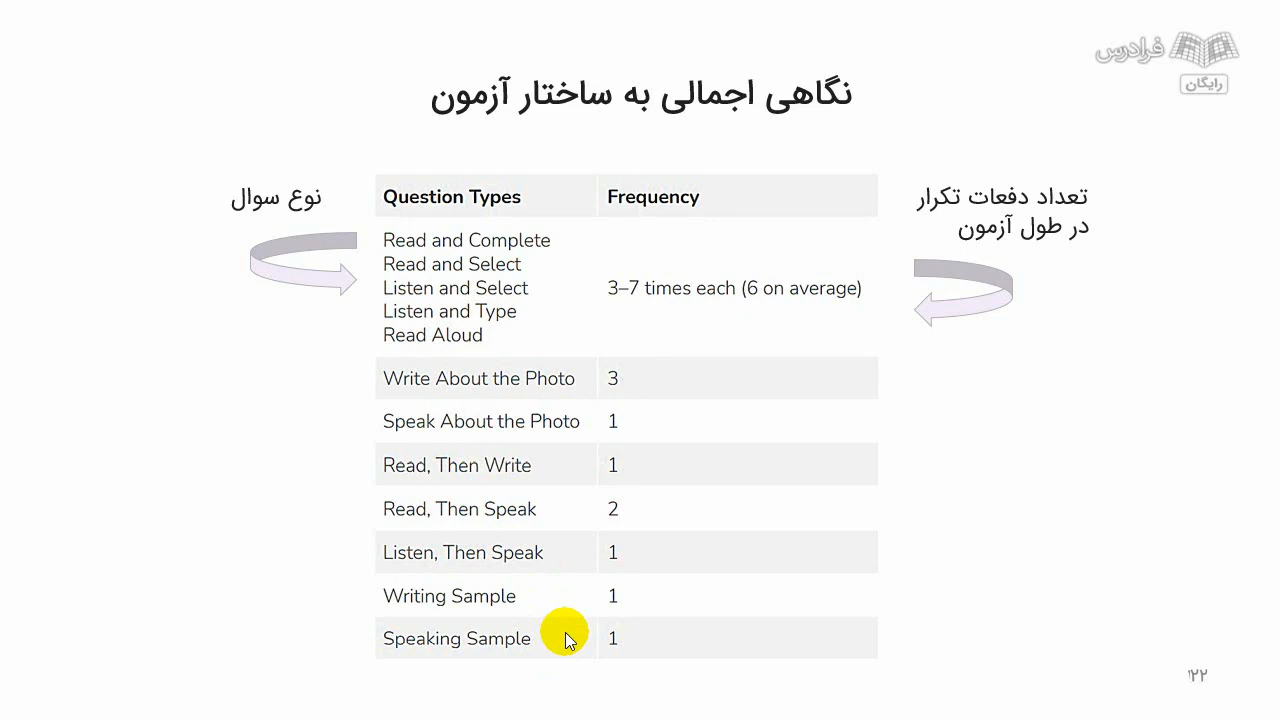 فرادرس
رایگان
نگاهی اجمالی به ساختار آزمون
تعداد دفعات تکرار
در طول آزمون
نوع سوال
Question Types Frequency
Read and Complete
Read and Select
Listen and Select 3–7 times each (6 on average)
Listen and Type
Read Aloud
Write About the Photo 3
Speak About the Photo 1
Read, Then Write 1
Read, Then Speak 2
Listen, Then Speak 1
Writing Sample 1
Speaking Sample 1